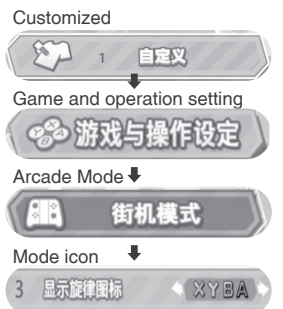 Customized
1 自定义
Game and operation setting
游戏与操作设定
Arcade Mode
街机模式
Mode icon
3 显示旋律图标 XYBA